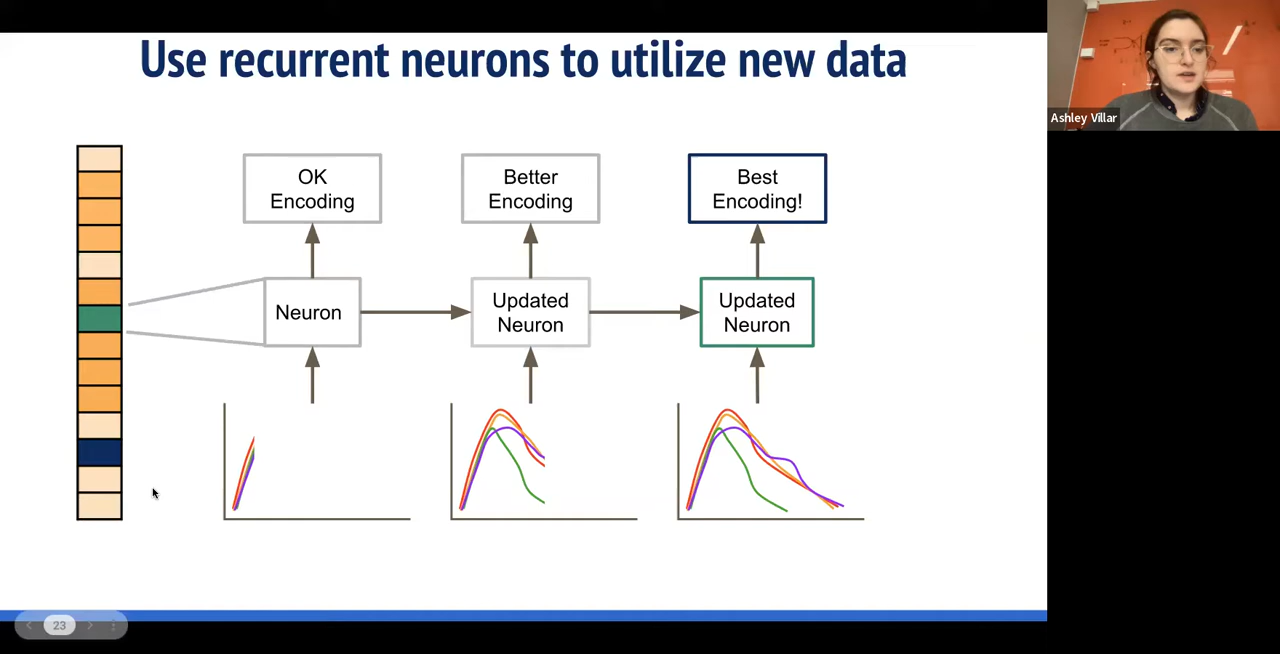 Use recurrent neurons to utilize new data
Ashley Villar
OK
Encoding
Better
Encoding
Best
Encoding!
Neuron
Updated
Neuron
Updated
Neuron
23